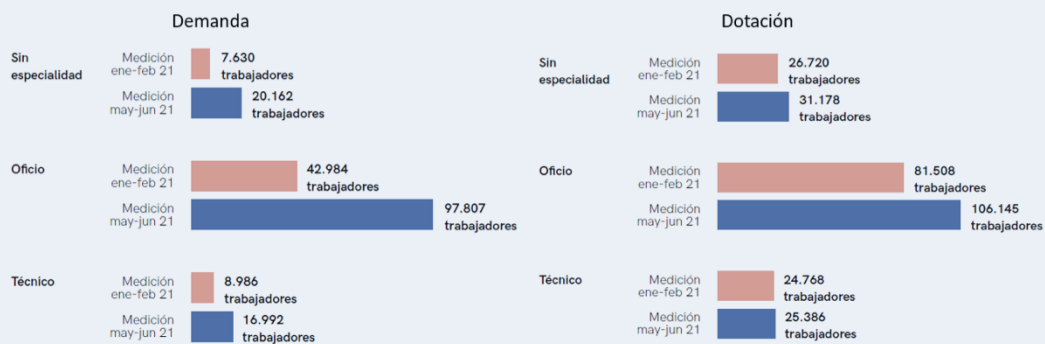 Demanda
Sin
especialidad
Medición
ene-feb 21
7.630
trabajadores
Medición
may-jun 21
20.162
trabajadores
Oficio
Medición
ene-feb 21
42.984
trabajadores
Medición
may-jun 21
97.807
trabajadores
Técnico
Medición
ene-feb 21
8.986
trabajadores
Medición
may-jun 21
16.992
trabajadores
Dotación
Sin
especialidad
Medición
ene-feb 21
26.720
trabajadores
Medición
may-jun 21
31.178
trabajadores
Oficio
Medición
ene-feb 21
81.508
trabajadores
Medición
may-jun 21
106.145
trabajadores
Técnico
Medición
ene-feb 21
24.768
trabajadores
Medición
may-jun 21
25.386
trabajadores